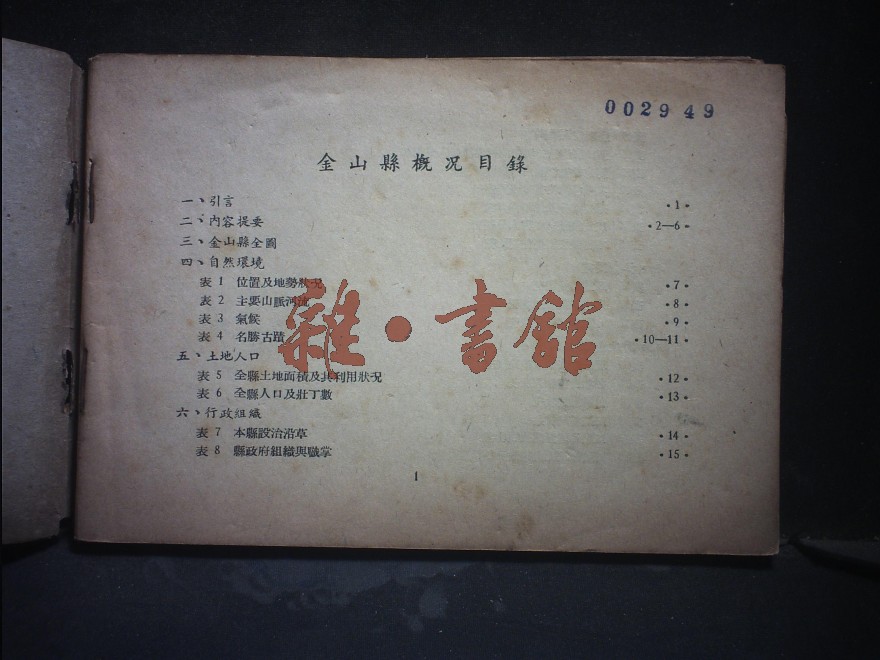 002949
金山縣概况目錄
一、引言 ·1·
二、內容提要 ·2—6·
三、金山縣全圖
四、自然環境
表 1 位置及地勢狀况 ·7·
表 2 主要山脈河流 ·8·
表 3 氣候 ·9·
表 4 名勝古蹟 ·10—11·
雜·書館
五、土地人口
表 5 全縣土地面積及其利用狀况 ·12·
表 6 全縣人口及壯丁數 ·13·
六、行政組織
表 7 本縣設治沿革 ·14·
表 8 縣政府組織與職掌 ·15·
1